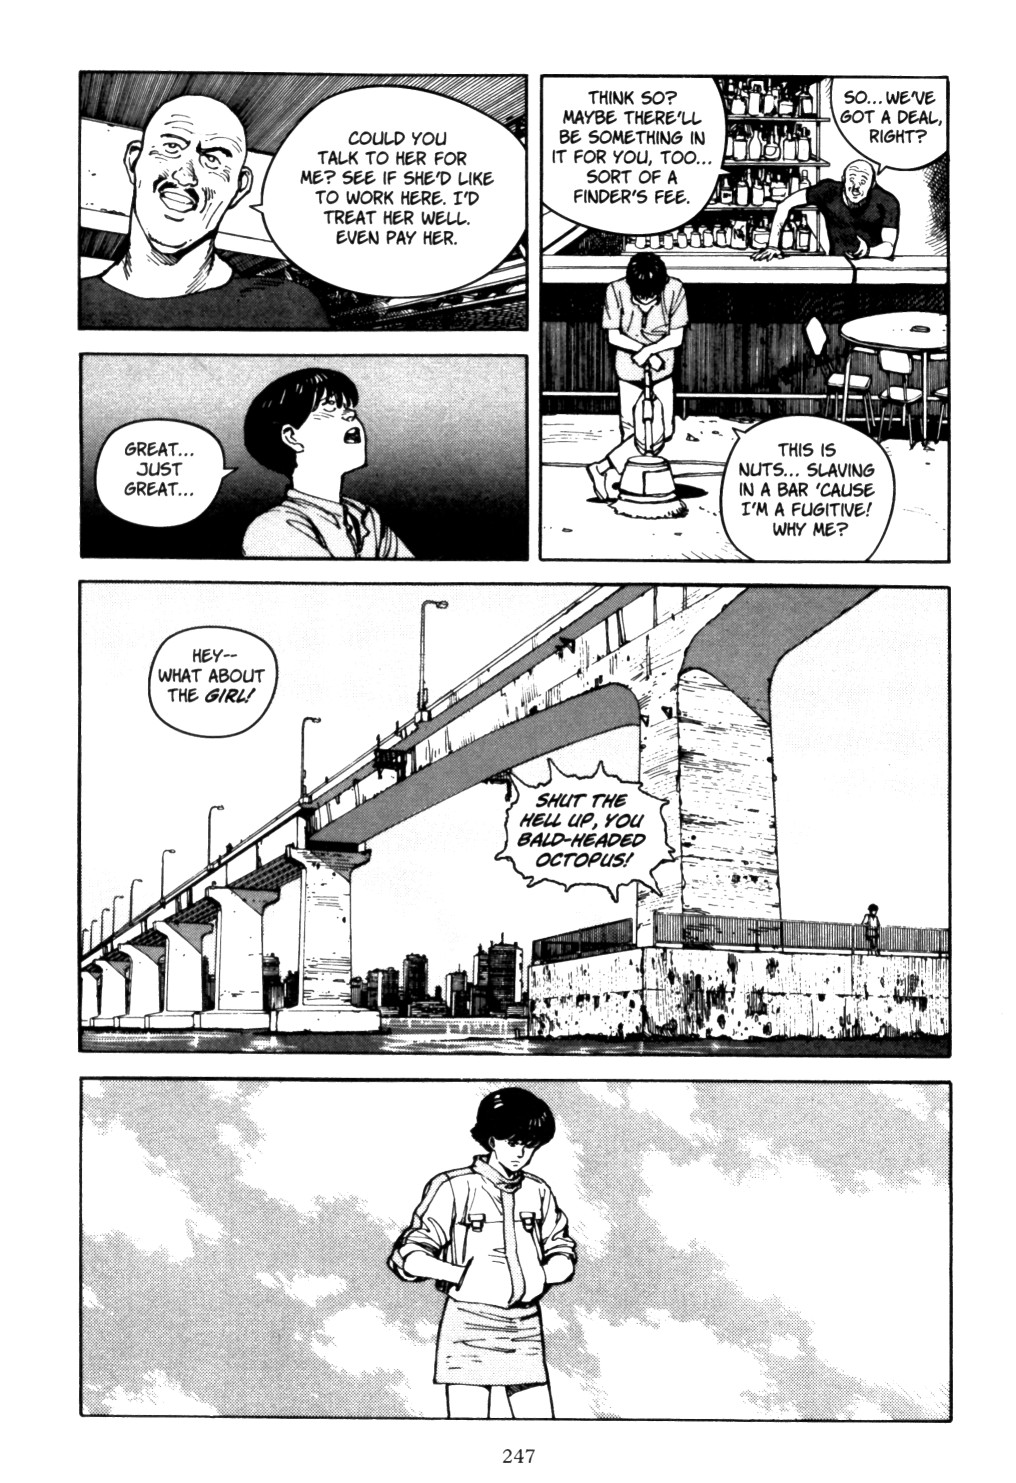 COULD YOU
TALK TO HER FOR
ME? SEE IF SHE'D LIKE
TO WORK HERE. I'D
TREAT HER WELL.
EVEN PAY HER.
GREAT...
JUST
GREAT...
THINK SO?
MAYBE THERE'LL
BE SOMETHING IN
IT FOR YOU, TOO...
SORT OF A
FINDER'S FEE.
SO... WE'VE
GOT A DEAL,
RIGHT?
THIS IS
NUTS... SLAVING
IN A BAR 'CAUSE
I'M A FUGITIVE!
WHY ME?
HEY--
WHAT ABOUT
THE GIRL!
SHUT THE
HELL UP, YOU
BALD-HEADED
OCTOPUS!
247